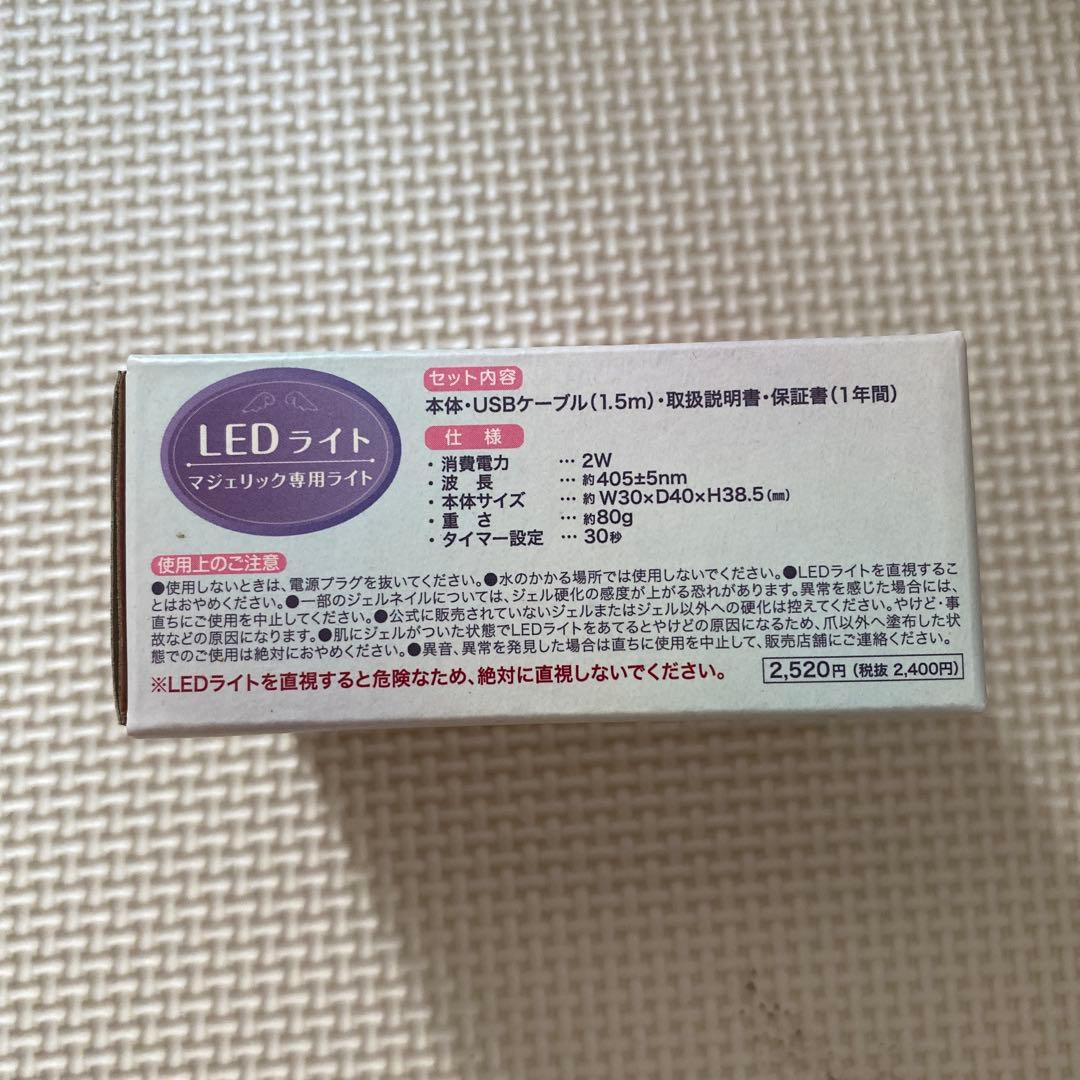 LEDライト
マジェリック専用ライト
セット内容
本体・USBケーブル(1.5m)・取扱説明書・保証書(1年間)
仕 様
・消費電力 … 2W
・波 長 … 約405±5nm
・本体サイズ … 約 W30×D40×H38.5(㎜)
・重 さ … 約80g
・タイマー設定 … 30秒
使用上のご注意
●使用しないときは、電源プラグを抜いてください。●水のかかる場所では使用しないでください。●LEDライトを直視するこ
とはおやめください。●一部のジェルネイルについては、ジェル硬化の感度が上がる恐れがあります。異常を感じた場合には、
直ちにご使用を中止してください。●公式に販売されていないジェルまたはジェル以外への硬化は控えてください。やけど・事
故などの原因になります。●肌にジェルがついた状態でLEDライトをあてるとやけどの原因になるため、爪以外へ塗布した状
態でのご使用は絶対におやめください。●異音、異常を発見した場合は直ちに使用を中止して、販売店舗にご連絡ください。
※LEDライトを直視すると危険なため、絶対に直視しないでください。
2,520円 (税抜 2,400円)